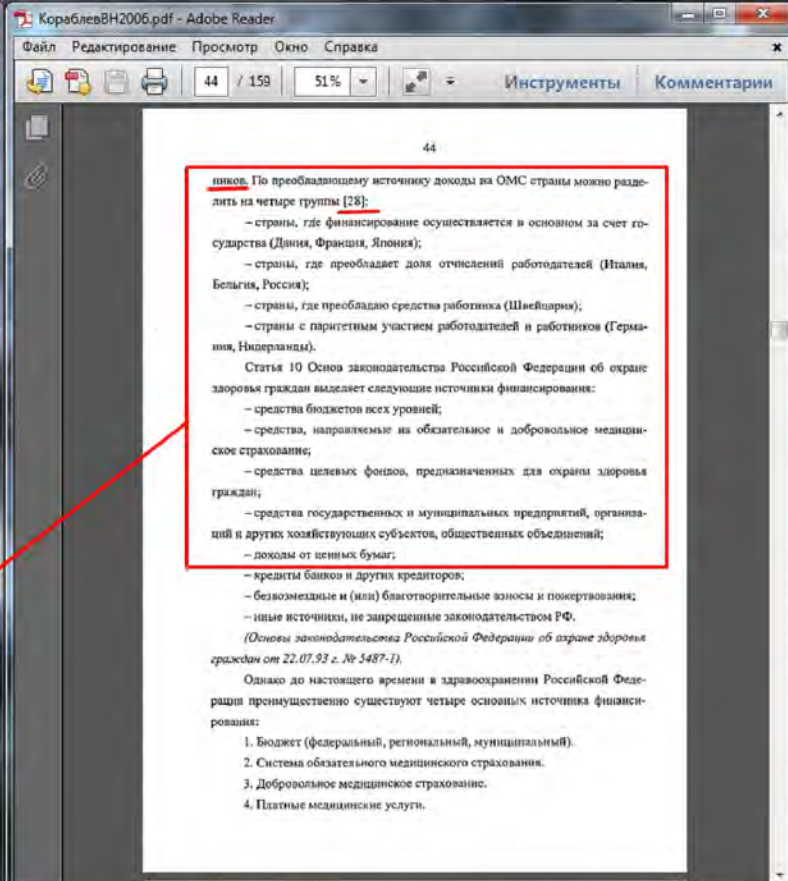 КораблевВН2006.pdf - Adobe Reader
Файл Редактирование Просмотр Окно Справка
44 / 159 51% Инструменты Комментарии
44
ников. По преобладающему источнику доходы на ОМС страны можно разде-
лить на четыре группы [28]:
– страны, где финансирование осуществляется в основном за счет го-
сударства (Дания, Франция, Япония);
– страны, где преобладает доля отчислений работодателей (Италия,
Бельгия, Россия);
– страны, где преобладаю средства работника (Швейцария);
– страны с паритетным участием работодателей и работников (Герма-
ния, Нидерланды).
Статья 10 Основ законодательства Российской Федерации об охране
здоровья граждан выделяет следующие источники финансирования:
– средства бюджетов всех уровней;
– средства, направляемые на обязательное и добровольное медицин-
ское страхование;
– средства целевых фондов, предназначенных для охраны здоровья
граждан;
– средства государственных и муниципальных предприятий, организа-
ций и других хозяйствующих субъектов, общественных объединений;
– доходы от ценных бумаг;
– кредиты банков и других кредиторов;
– безвозмездные и (или) благотворительные взносы и пожертвования;
– иные источники, не запрещенные законодательством РФ.
(Основы законодательства Российской Федерации об охране здоровья
граждан от 22.07.93 г. № 5487-1).
Однако до настоящего времени в здравоохранении Российской Феде-
рации преимущественно существуют четыре основных источника финанси-
рования:
1. Бюджет (федеральный, региональный, муниципальный).
2. Система обязательного медицинского страхования.
3. Добровольное медицинское страхование.
4. Платные медицинские услуги.